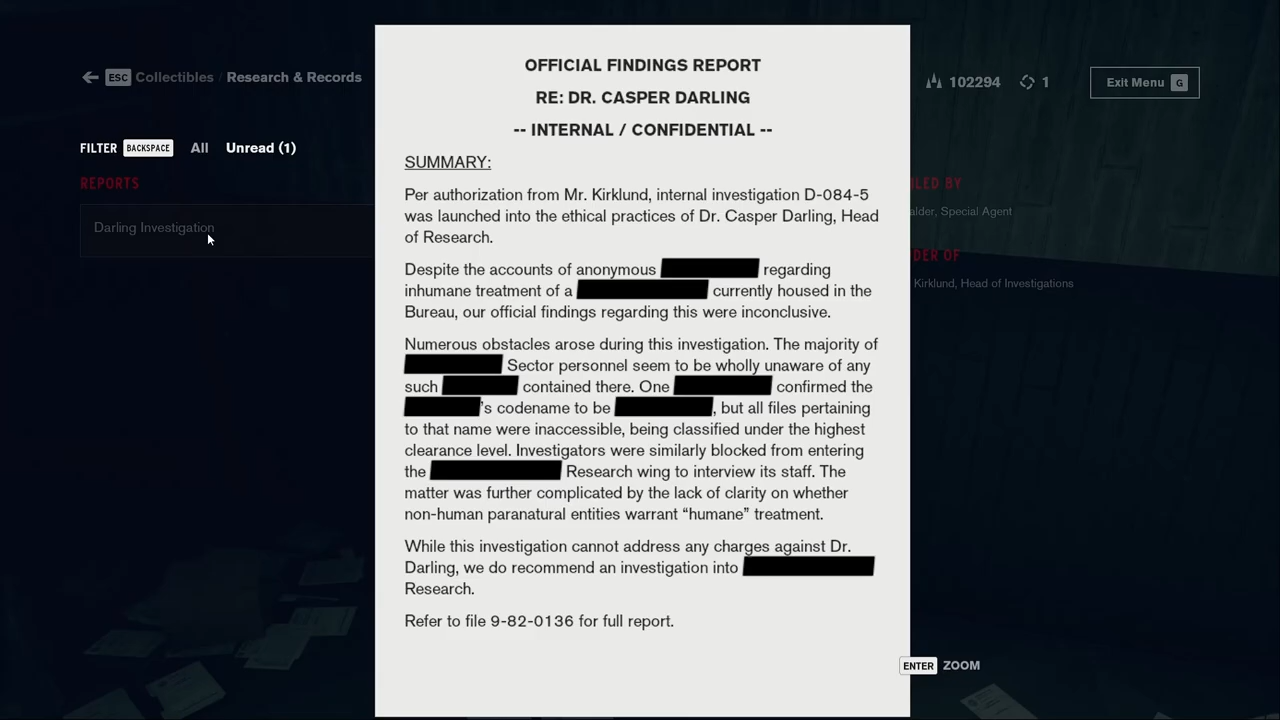 OFFICIAL FINDINGS REPORT
RE: DR. CASPER DARLING
-- INTERNAL / CONFIDENTIAL --
ESC Collectibles / Research & Records
102294 1 Exit Menu G
FILTER BACKSPACE All Unread (1)
REPORTS
Darling Investigation
SUMMARY:
Per authorization from Mr. Kirklund, internal investigation D-084-5
was launched into the ethical practices of Dr. Casper Darling, Head
of Research.
Despite the accounts of anonymous regarding
inhumane treatment of a currently housed in the
Bureau, our official findings regarding this were inconclusive.
Numerous obstacles arose during this investigation. The majority of
Sector personnel seem to be wholly unaware of any
such contained there. One confirmed the
's codename to be , but all files pertaining
to that name were inaccessible, being classified under the highest
clearance level. Investigators were similarly blocked from entering
the Research wing to interview its staff. The
matter was further complicated by the lack of clarity on whether
non-human paranatural entities warrant “humane” treatment.
While this investigation cannot address any charges against Dr.
Darling, we do recommend an investigation into
Research.
Refer to file 9-82-0136 for full report.
BY
Special Agent
OF
Kirklund, Head of Investigations
ENTER ZOOM